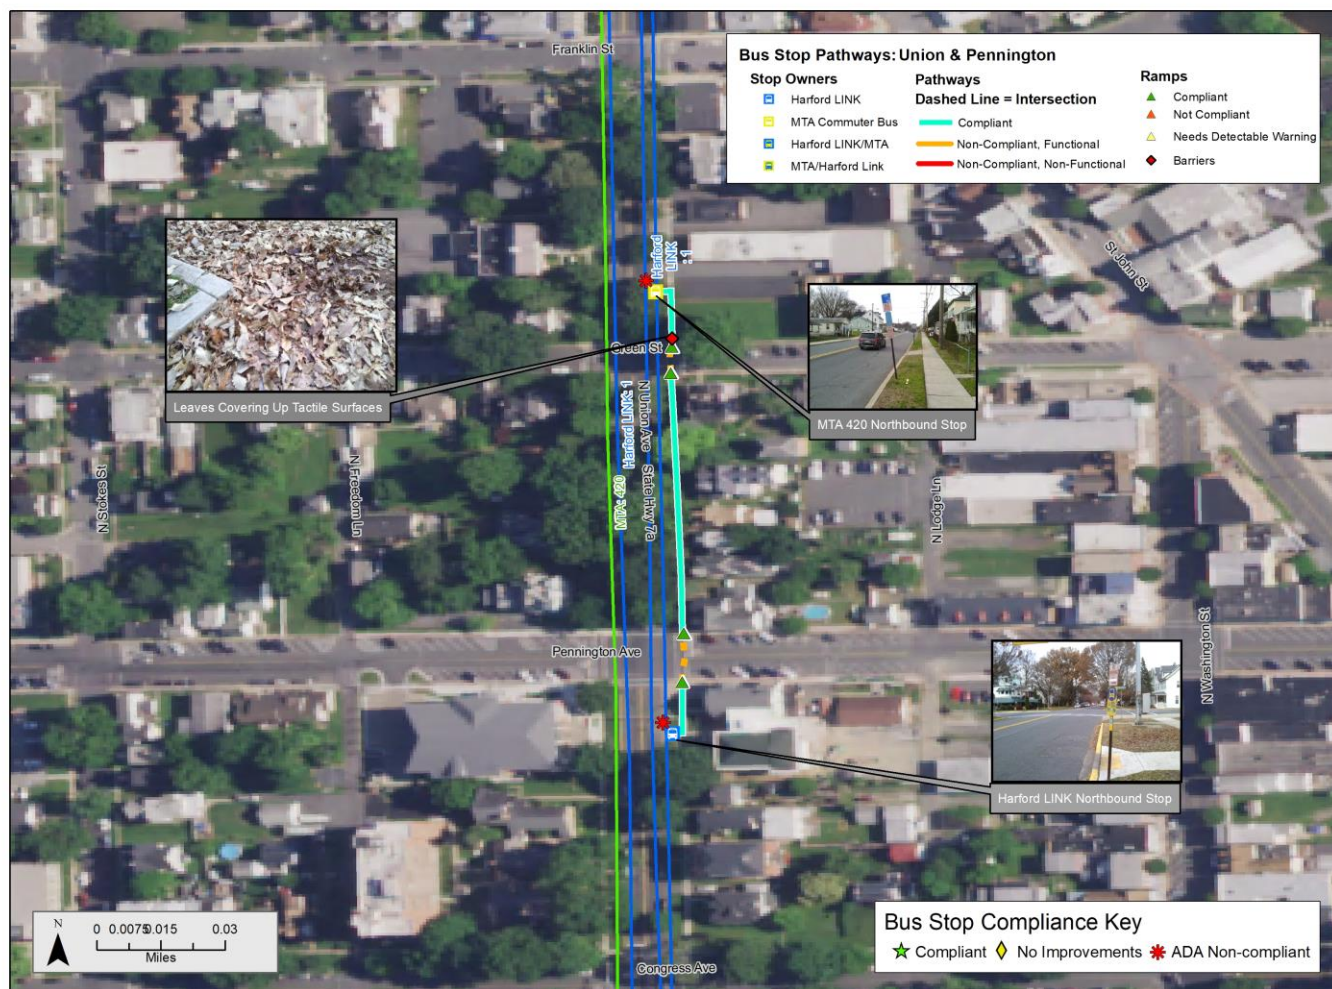 Franklin St
Bus Stop Pathways: Union & Pennington
Stop Owners
Harford LINK
MTA Commuter Bus
Harford LINK/MTA
MTA/Harford Link
Pathways
Dashed Line = Intersection
Compliant
Non-Compliant, Functional
Non-Compliant, Non-Functional
Ramps
Compliant
Not Compliant
Needs Detectable Warning
Barriers
Harford
LINK
: 1
St John St
Green St
Leaves Covering Up Tactile Surfaces
MTA 420 Northbound Stop
N Stokes St
N Freedom Ln
MTA: 420
Harford LINK: 1
N Union Ave
State Hwy 7a
N Lodge Ln
N Washington St
Pennington Ave
Harford LINK Northbound Stop
Congress Ave
N
0 0.0075 0.015 0.03
Miles
Bus Stop Compliance Key
Compliant
No Improvements
ADA Non-compliant